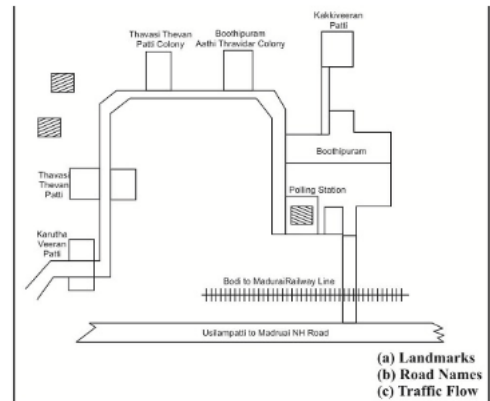 Kakkiveeran
Patti
Thavasi Thevan
Patti Colony
Boothipuram
Aathi Thravidar Colony
Boothipuram
Thavasi
Thevan
Patti
Polling Station
Karutha
Veeran
Patti
Bodi to MaduraiRailway Line
Usilampatti to Madruai NH Road
(a) Landmarks
(b) Road Names
(c) Traffic Flow